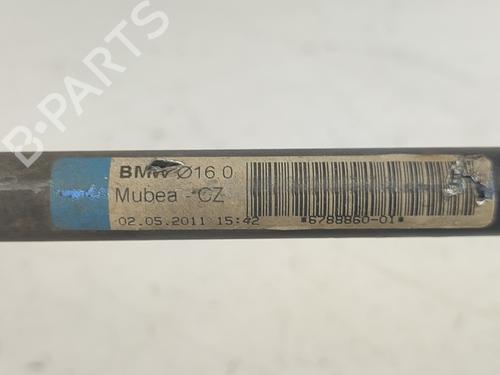 B-PARTS
BMW Ø16 0
Mubea - CZ
02.05.2011 15:42 *6788860-01*